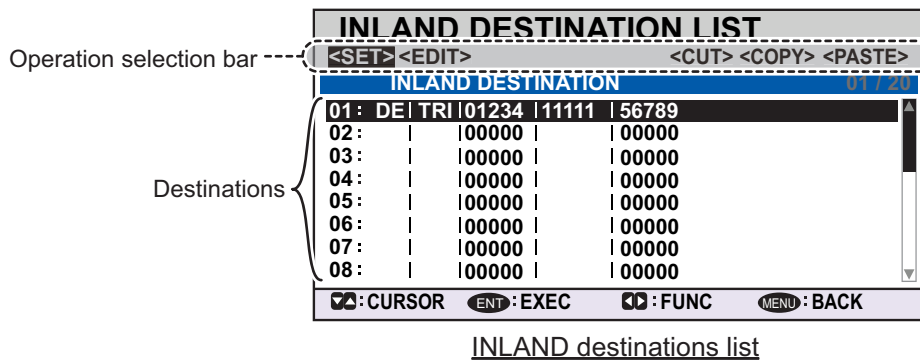 INLAND DESTINATION LIST
Operation selection bar
<SET> <EDIT> <CUT> <COPY> <PASTE>
INLAND DESTINATION 01 / 20
Destinations
01: DE TRI 01234 11111 56789
02: 00000 00000
03: 00000 00000
04: 00000 00000
05: 00000 00000
06: 00000 00000
07: 00000 00000
08: 00000 00000
:CURSOR ENT:EXEC :FUNC MENU:BACK
INLAND destinations list